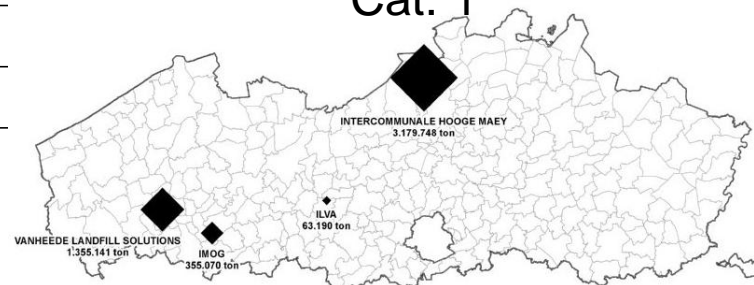 Cat. 1
INTERCOMMUNALE HOOGE MAEY
3.179.748 ton
ILVA
63.190 ton
VANHEEDE LANDFILL SOLUTIONS
1.355.141 ton
IMOG
355.070 ton